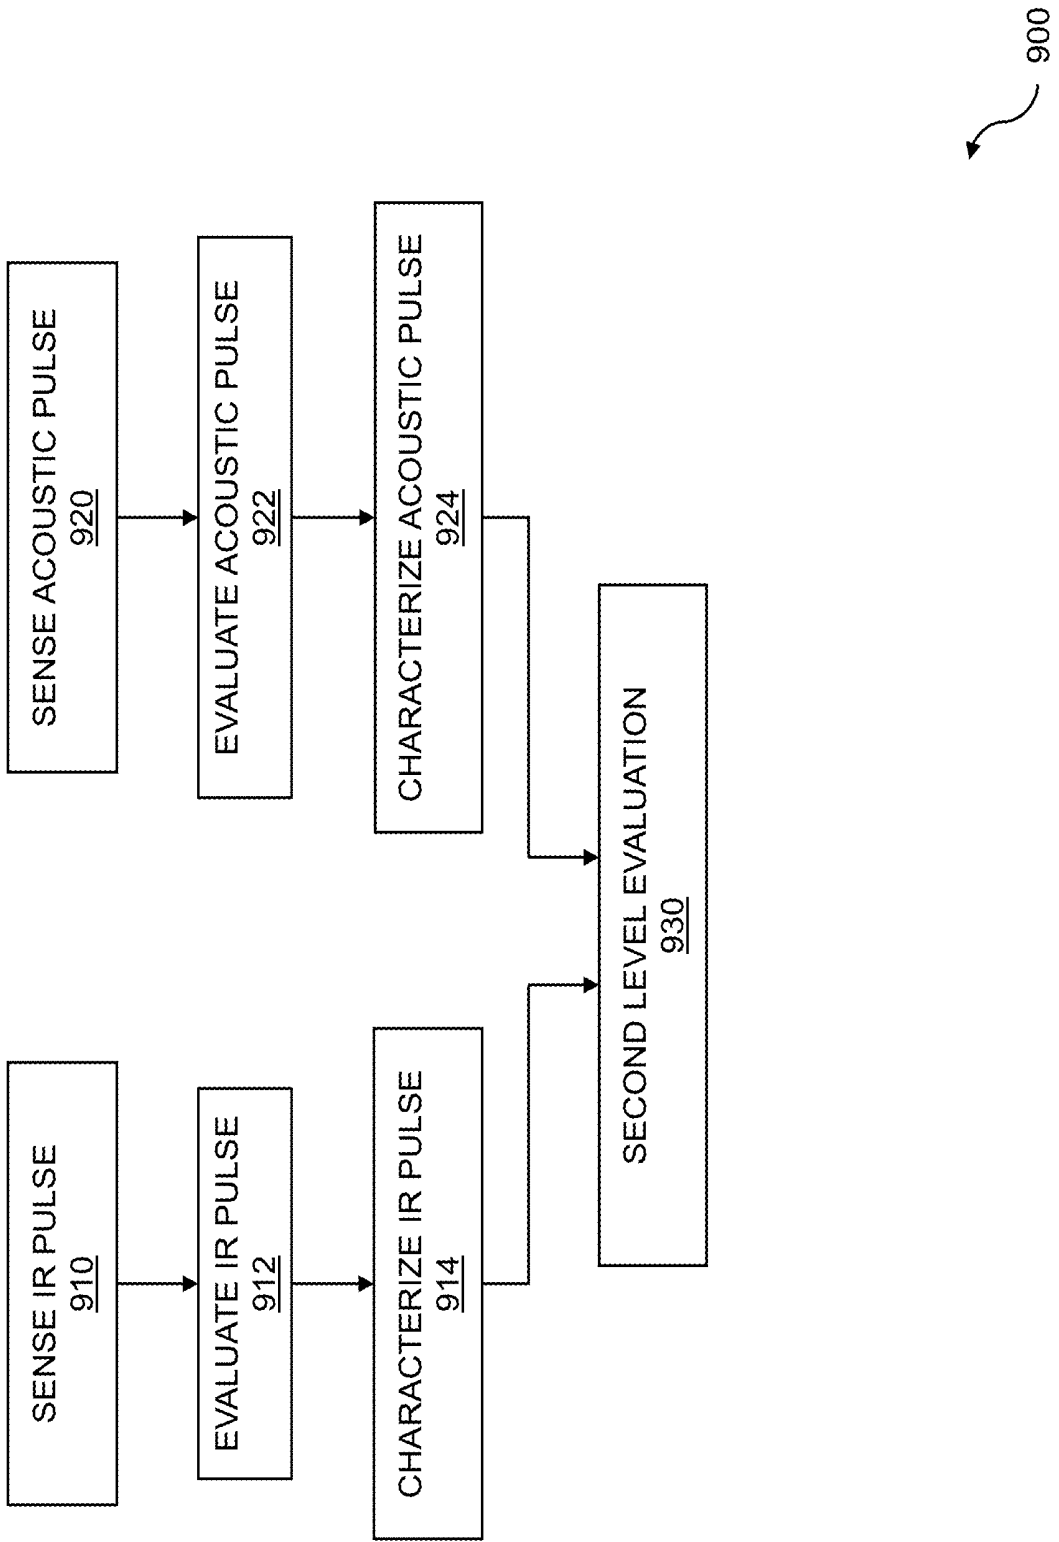 SENSE IR PULSE
910
EVALUATE IR PULSE
912
CHARACTERIZE IR PULSE
914
SENSE ACOUSTIC PULSE
920
EVALUATE ACOUSTIC PULSE
922
CHARACTERIZE ACOUSTIC PULSE
924
SECOND LEVEL EVALUATION
930
900